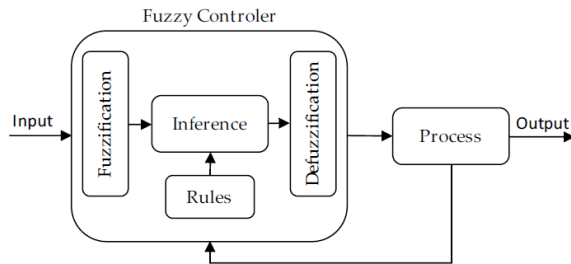 Fuzzy Controler
Input
Fuzzification
Inference
Rules
Defuzzification
Process
Output